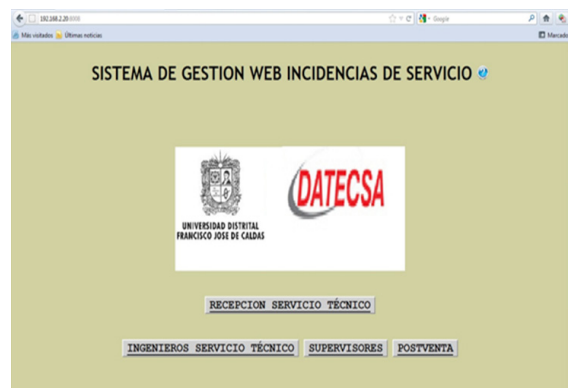 192.168.2.20:8000
Google
Más visitados Últimas noticias
Marcado
SISTEMA DE GESTION WEB INCIDENCIAS DE SERVICIO
UNIVERSIDAD DISTRITAL
FRANCISCO JOSE DE CALDAS
DATECSA
RECEPCION SERVICIO TÉCNICO
INGENIEROS SERVICIO TÉCNICO
SUPERVISORES
POSTVENTA